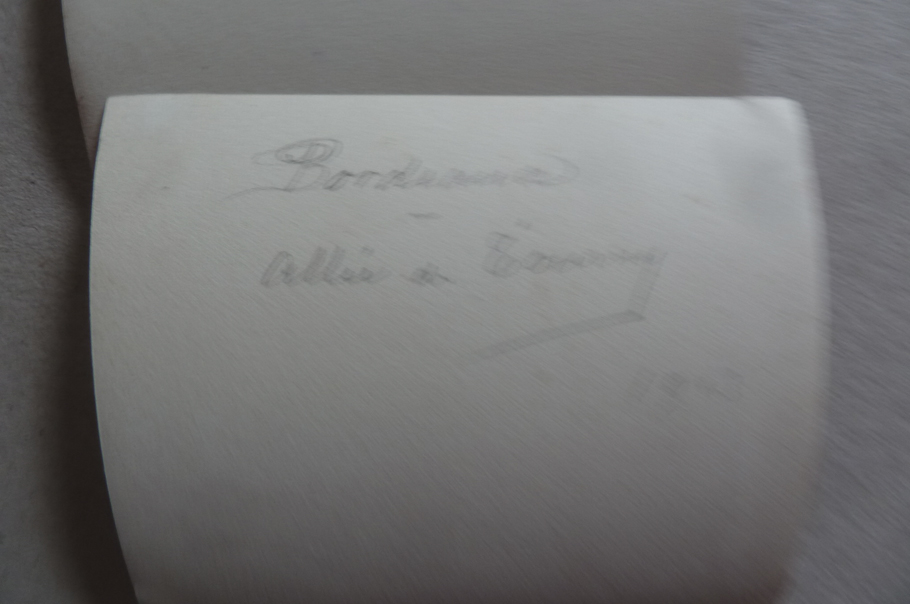 Bordeaux
-
allée de Tourny